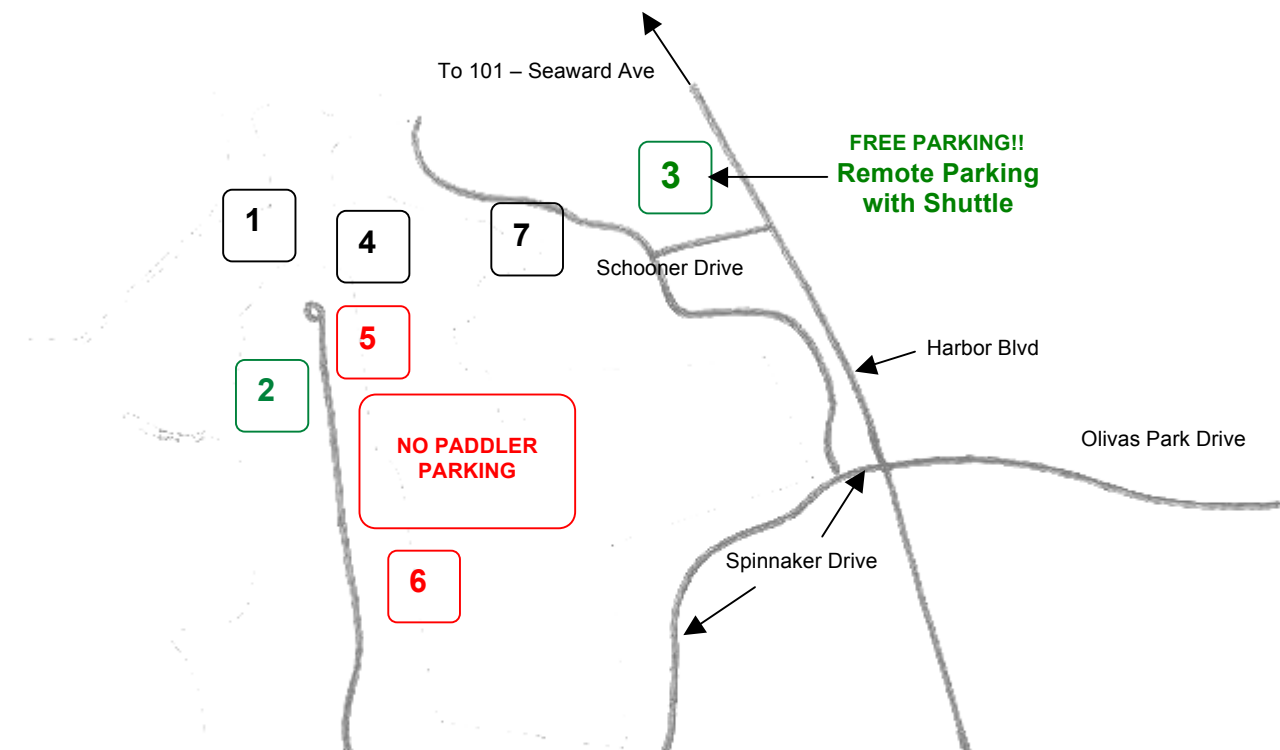 To 101 – Seaward Ave
FREE PARKING!!
Remote Parking
with Shuttle
3
1
4
7
Schooner Drive
5
Harbor Blvd
2
NO PADDLER
PARKING
Olivas Park Drive
Spinnaker Drive
6